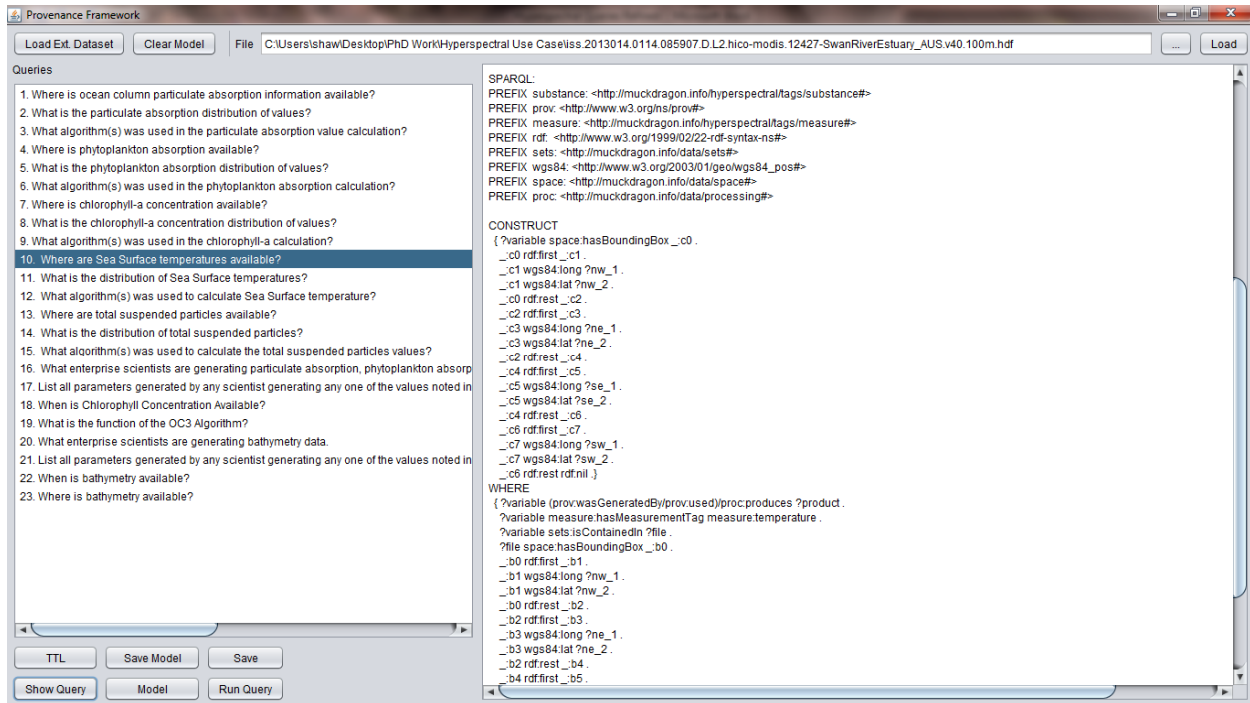 Provenance Framework
Load Ext. Dataset
Clear Model
File
C:\Users\shaw\Desktop\PhD Work\Hyperspectral Use Case\iss.2013014.0114.085907.D.L2.hico-modis.12427-SwanRiverEstuary_AUS.v40.100m.hdf
...
Load
Queries
1. Where is ocean column particulate absorption information available?
2. What is the particulate absorption distribution of values?
3. What algorithm(s) was used in the particulate absorption value calculation?
4. Where is phytoplankton absorption available?
5. What is the phytoplankton absorption distribution of values?
6. What algorithm(s) was used in the phytoplankton absorption calculation?
7. Where is chlorophyll-a concentration available?
8. What is the chlorophyll-a concentration distribution of values?
9. What algorithm(s) was used in the chlorophyll-a calculation?
10. Where are Sea Surface temperatures available?
11. What is the distribution of Sea Surface temperatures?
12. What algorithm(s) was used to calculate Sea Surface temperature?
13. Where are total suspended particles available?
14. What is the distribution of total suspended particles?
15. What algorithm(s) was used to calculate the total suspended particles values?
16. What enterprise scientists are generating particulate absorption, phytoplankton absorp
17. List all parameters generated by any scientist generating any one of the values noted in
18. When is Chlorophyll Concentration Available?
19. What is the function of the OC3 Algorithm?
20. What enterprise scientists are generating bathymetry data.
21. List all parameters generated by any scientist generating any one of the values noted in
22. When is bathymetry available?
23. Where is bathymetry available?
TTL
Save Model
Save
Show Query
Model
Run Query
SPARQL:
PREFIX substance: <http://muckdragon.info/hyperspectral/tags/substance#>
PREFIX prov: <http://www.w3.org/ns/prov#>
PREFIX measure: <http://muckdragon.info/hyperspectral/tags/measure#>
PREFIX rdf: <http://www.w3.org/1999/02/22-rdf-syntax-ns#>
PREFIX sets: <http://muckdragon.info/data/sets#>
PREFIX wgs84: <http://www.w3.org/2003/01/geo/wgs84_pos#>
PREFIX space: <http://muckdragon.info/data/space#>
PREFIX proc: <http://muckdragon.info/data/processing#>
CONSTRUCT
{ ?variable space:hasBoundingBox _:c0 .
_:c0 rdf:first _:c1 .
_:c1 wgs84:long ?nw_1 .
_:c1 wgs84:lat ?nw_2 .
_:c0 rdf:rest _:c2 .
_:c2 rdf:first _:c3 .
_:c3 wgs84:long ?ne_1 .
_:c3 wgs84:lat ?ne_2 .
_:c2 rdf:rest _:c4 .
_:c4 rdf:first _:c5 .
_:c5 wgs84:long ?se_1 .
_:c5 wgs84:lat ?se_2 .
_:c4 rdf:rest _:c6 .
_:c6 rdf:first _:c7 .
_:c7 wgs84:long ?sw_1 .
_:c7 wgs84:lat ?sw_2 .
_:c6 rdf:rest rdf:nil .}
WHERE
{ ?variable (prov:wasGeneratedBy/prov:used)/proc:produces ?product .
?variable measure:hasMeasurementTag measure:temperature .
?variable sets:isContainedIn ?file .
?file space:hasBoundingBox _:b0 .
_:b0 rdf:first _:b1 .
_:b1 wgs84:long ?nw_1 .
_:b1 wgs84:lat ?nw_2 .
_:b0 rdf:rest _:b2 .
_:b2 rdf:first _:b3 .
_:b3 wgs84:long ?ne_1 .
_:b3 wgs84:lat ?ne_2 .
_:b2 rdf:rest _:b4 .
_:b4 rdf:first _:b5 .